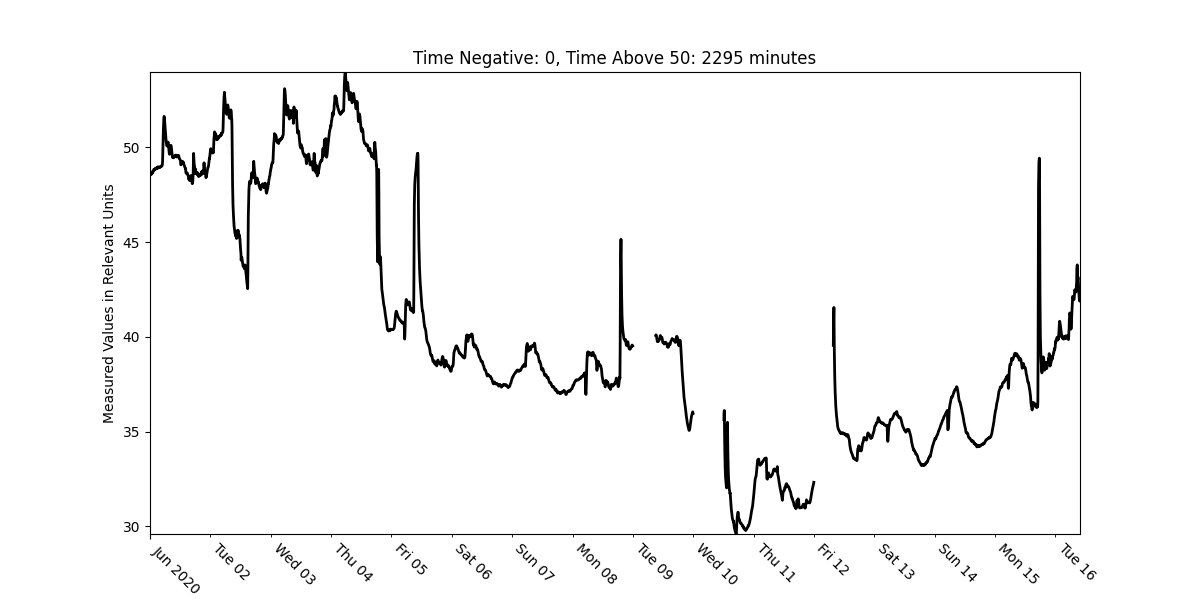 Time Negative: 0, Time Above 50: 2295 minutes
Measured Values in Relevant Units
50
45
40
35
30
Jun 2020
Tue 02
Wed 03
Thu 04
Fri 05
Sat 06
Sun 07
Mon 08
Tue 09
Wed 10
Thu 11
Fri 12
Sat 13
Sun 14
Mon 15
Tue 16